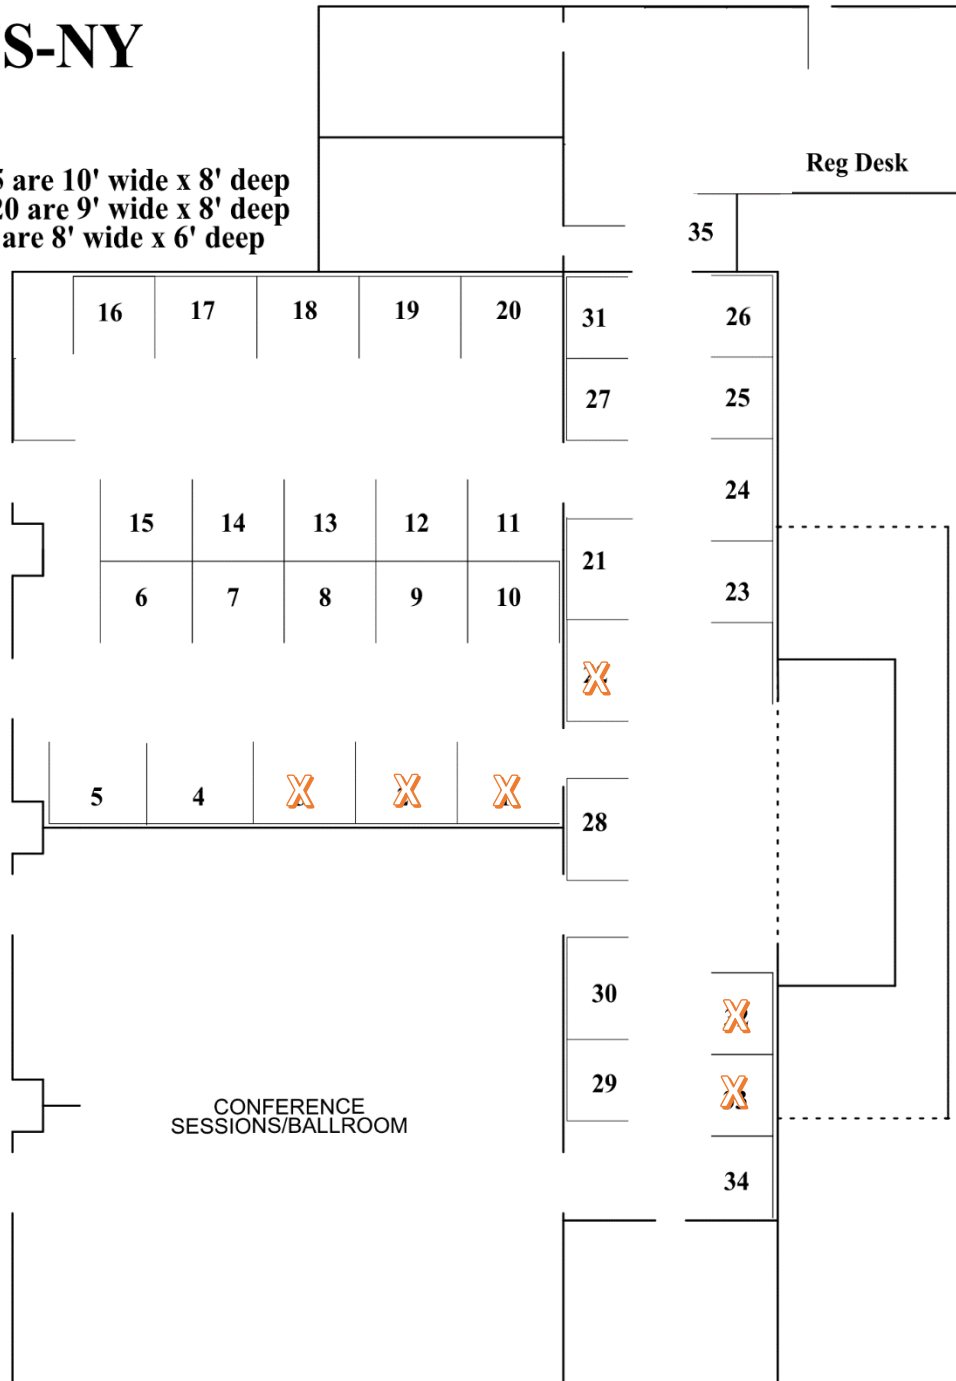 S-NY
5 are 10' wide x 8' deep
20 are 9' wide x 8' deep
are 8' wide x 6' deep
Reg Desk
35
16 17 18 19 20 31 26
27 25
24
15 14 13 12 11
21
6 7 8 9 10 23
X
5 4 X X X
28
30
X
29
X
CONFERENCE
SESSIONS/BALLROOM
34